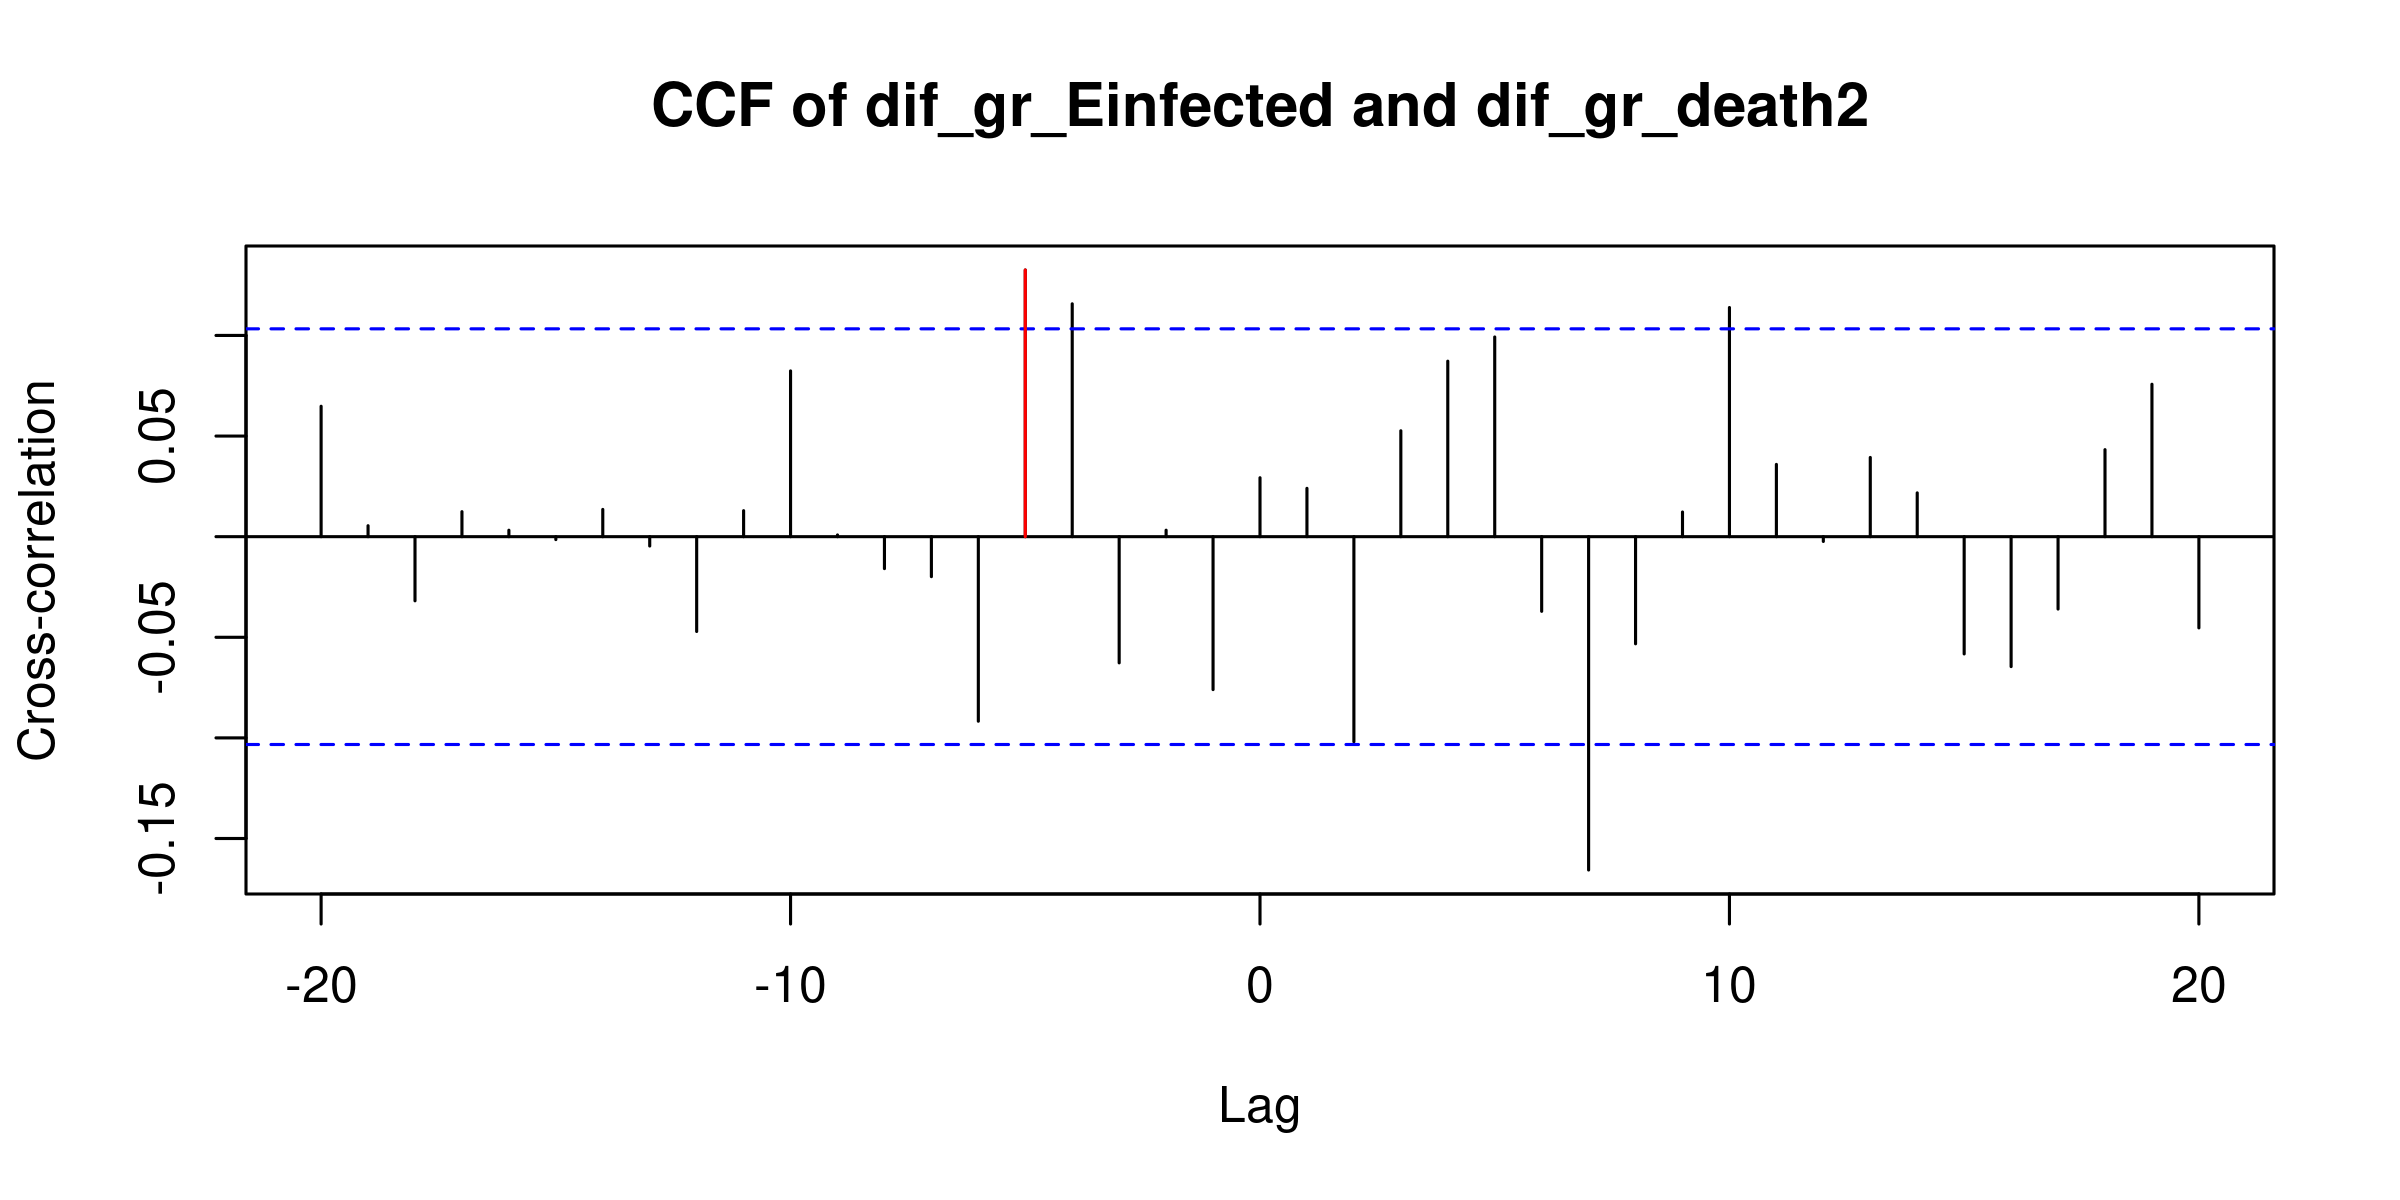 CCF of dif_gr_Einfected and dif_gr_death2
Cross-correlation
0.05
-0.05
-0.15
-20
-10
0
10
20
Lag